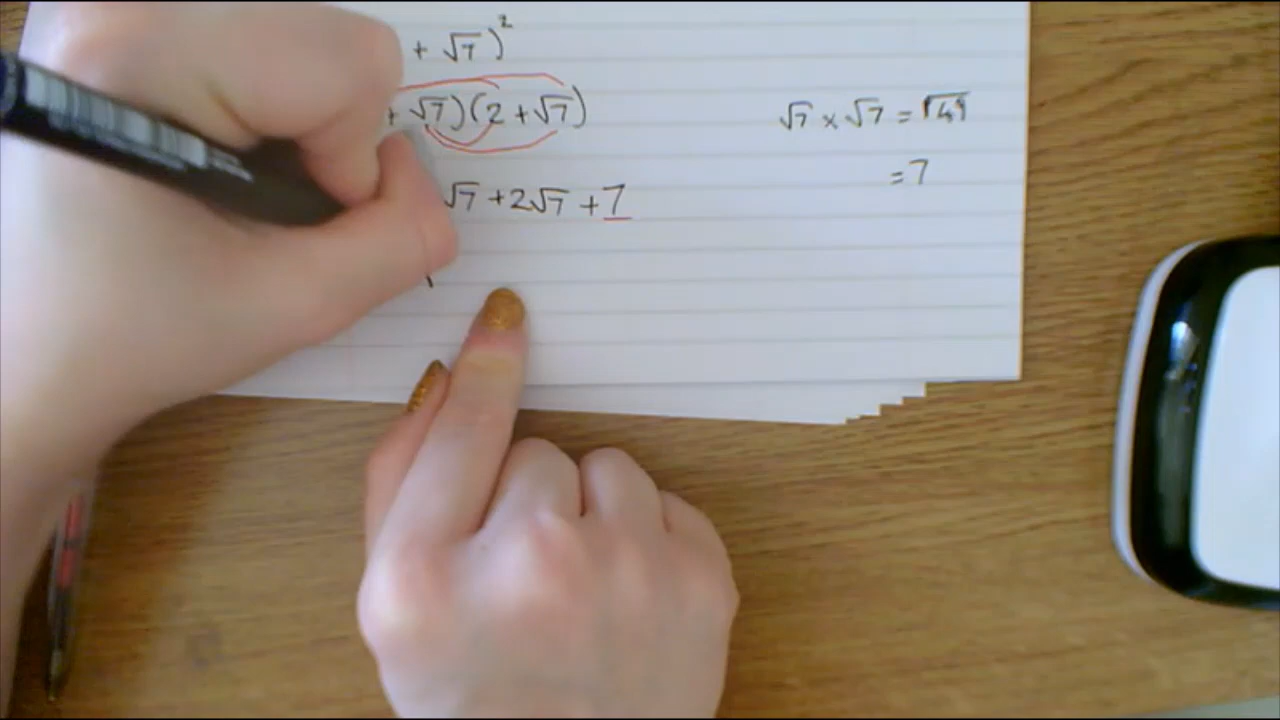 + √7)²
+ √7)(2 + √7)
√7 + 2√7 + 7
√7 × √7 = √49
= 7